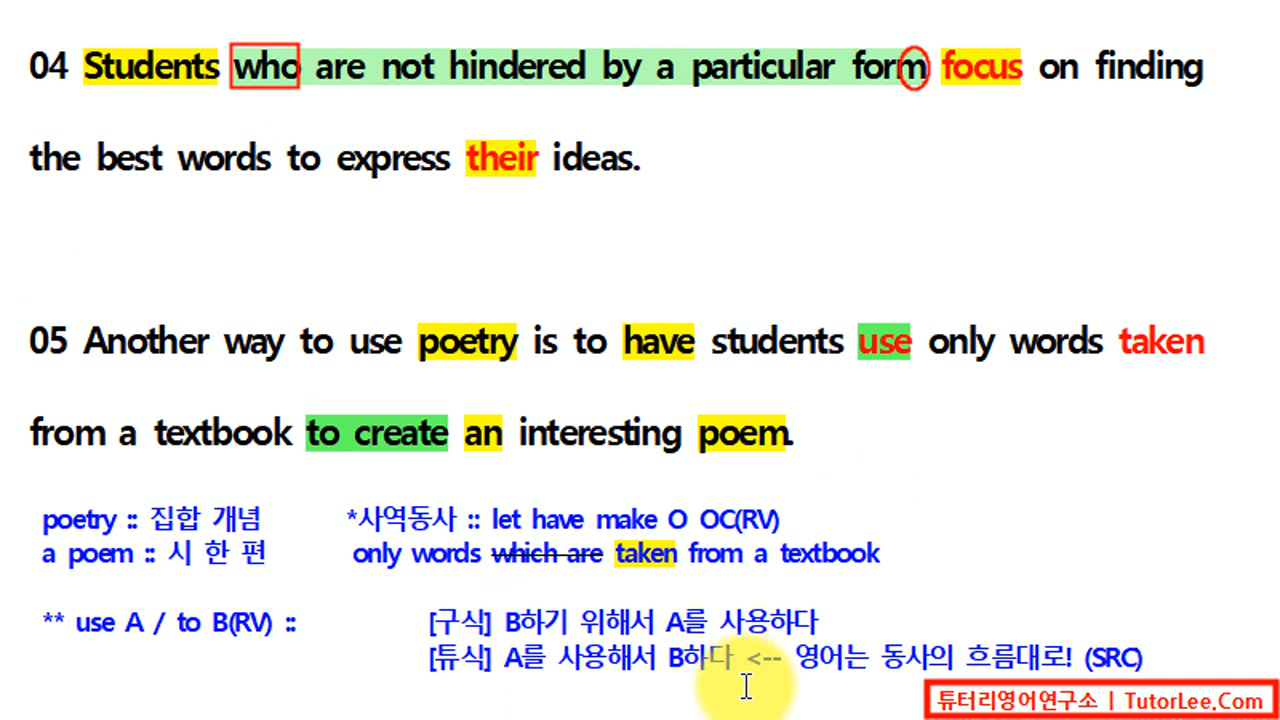 04 Students who are not hindered by a particular form focus on finding
the best words to express their ideas.
05 Another way to use poetry is to have students use only words taken
from a textbook to create an interesting poem.
poetry :: 집합 개념 *사역동사 :: let have make O OC(RV)
a poem :: 시 한 편 only words which are taken from a textbook
** use A / to B(RV) :: [구식] B하기 위해서 A를 사용하다
[튜식] A를 사용해서 B하다 <-- 영어는 동사의 흐름대로! (SRC)
튜터리영어연구소 | TutorLee.Com